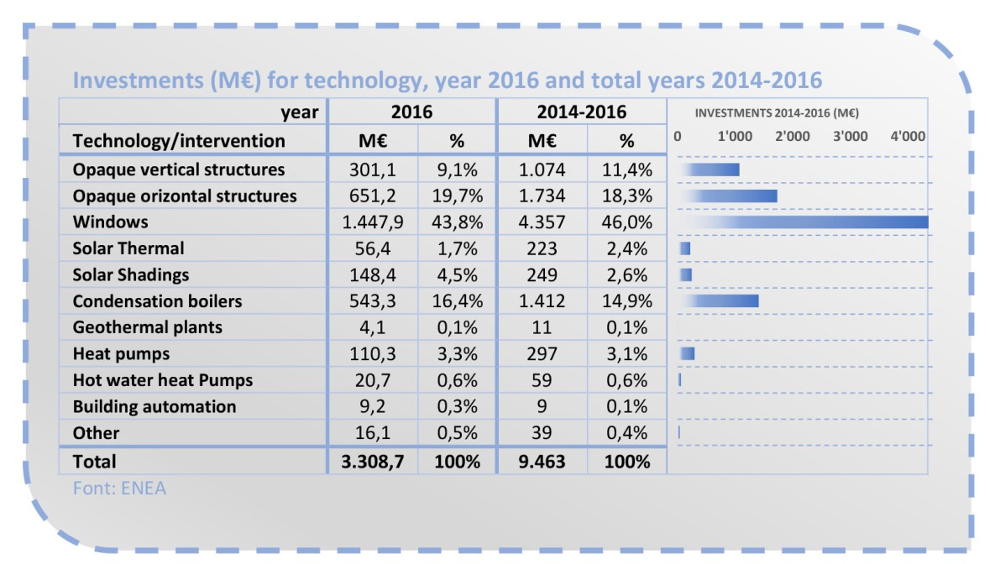 Investments (M€) for technology, year 2016 and total years 2014-2016
year 2016 2014-2016 INVESTMENTS 2014-2016 (M€)
Technology/intervention M€ % M€ % 0 1'000 2'000 3'000 4'000
Opaque vertical structures 301,1 9,1% 1.074 11,4%
Opaque orizontal structures 651,2 19,7% 1.734 18,3%
Windows 1.447,9 43,8% 4.357 46,0%
Solar Thermal 56,4 1,7% 223 2,4%
Solar Shadings 148,4 4,5% 249 2,6%
Condensation boilers 543,3 16,4% 1.412 14,9%
Geothermal plants 4,1 0,1% 11 0,1%
Heat pumps 110,3 3,3% 297 3,1%
Hot water heat Pumps 20,7 0,6% 59 0,6%
Building automation 9,2 0,3% 9 0,1%
Other 16,1 0,5% 39 0,4%
Total 3.308,7 100% 9.463 100%
Font: ENEA